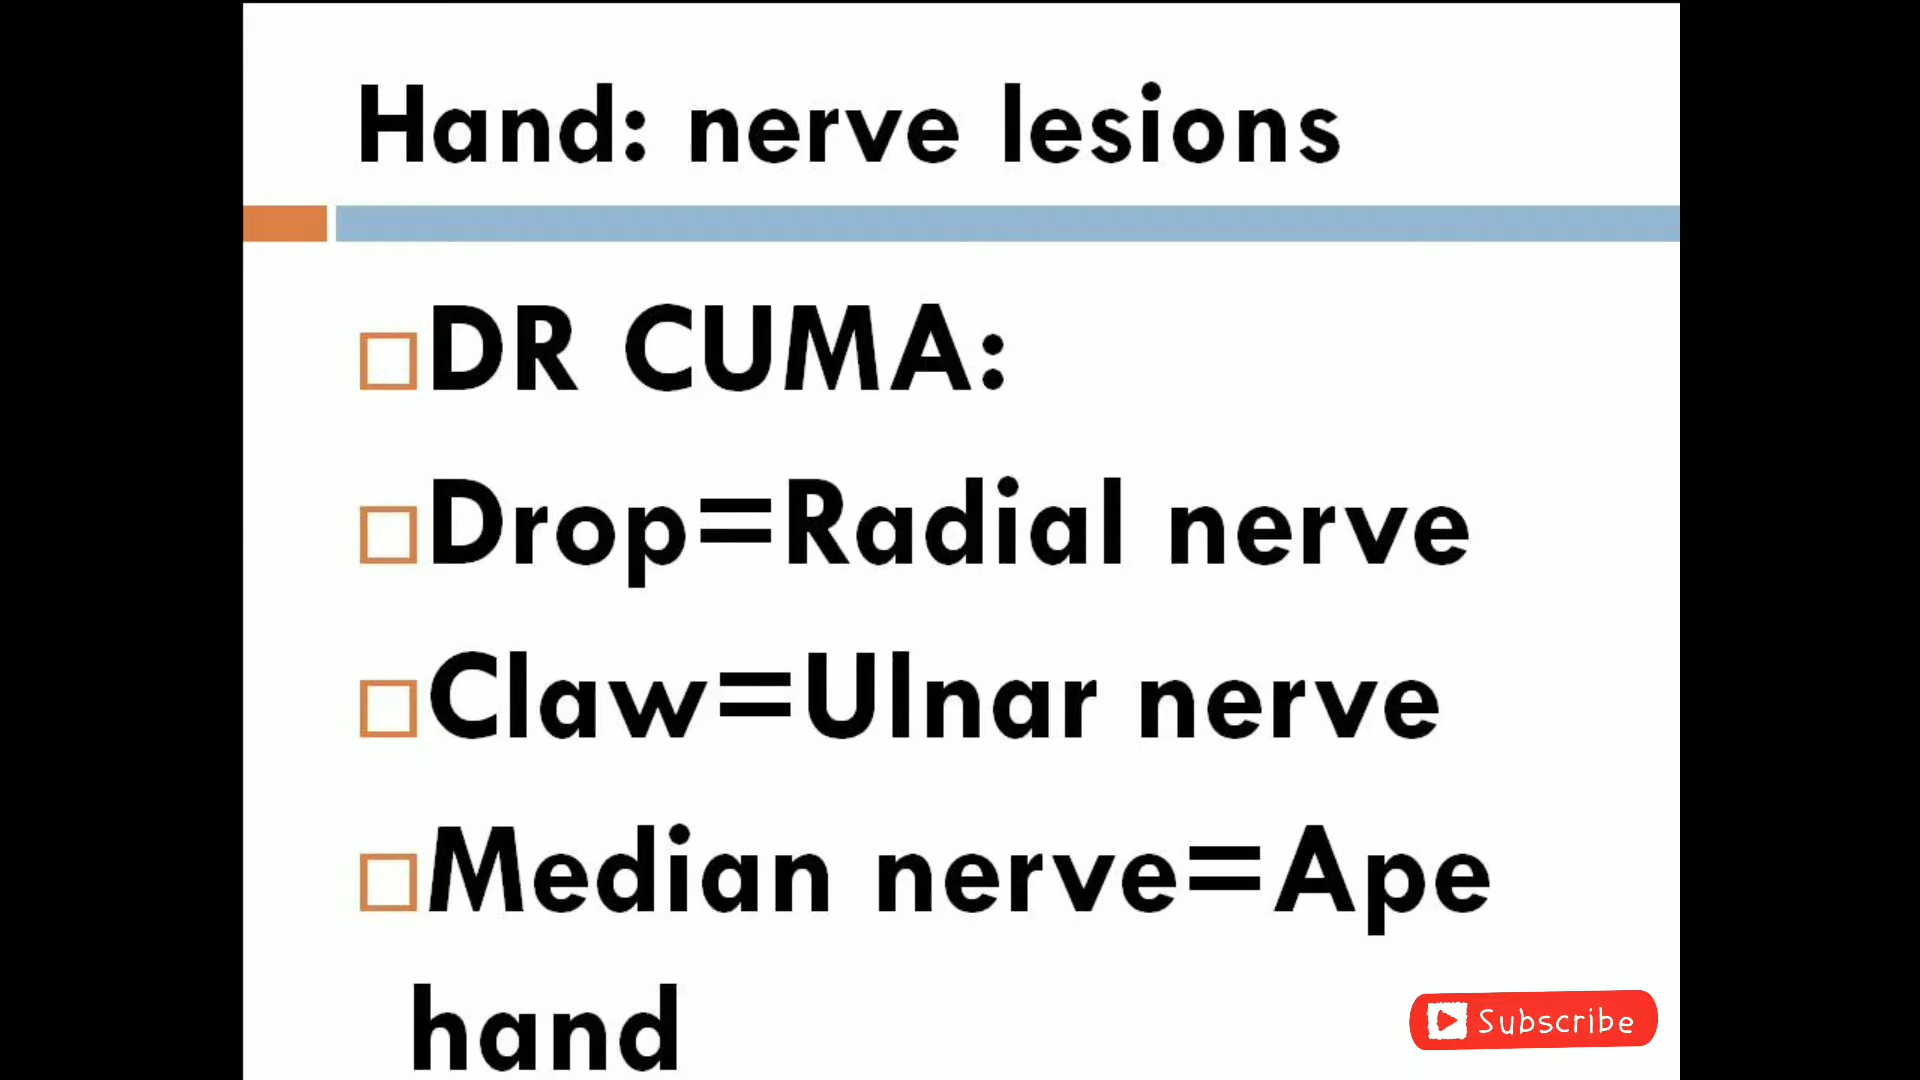 Hand: nerve lesions
DR CUMA:
Drop=Radial nerve
Claw=Ulnar nerve
Median nerve=Ape
hand
Subscribe